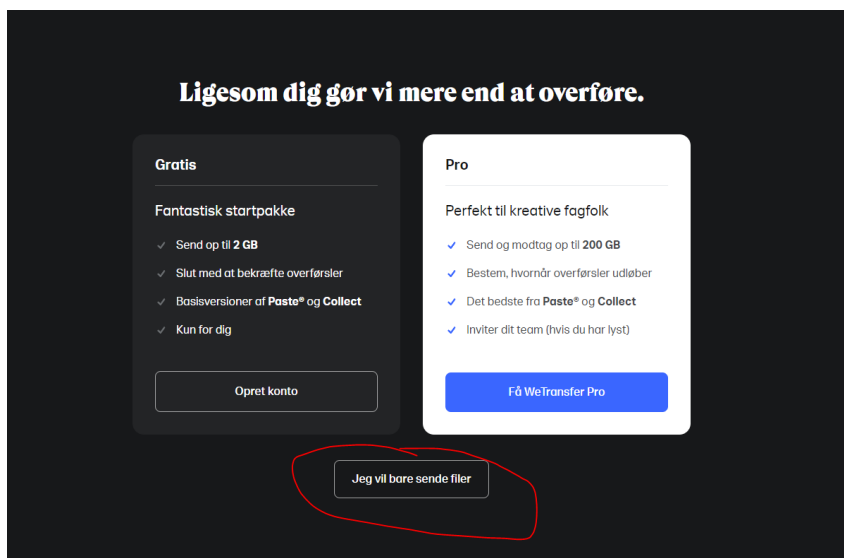 Ligesom dig gør vi mere end at overføre.
Gratis
Fantastisk startpakke
Send op til 2 GB
Slut med at bekræfte overførsler
Basisversioner af Paste® og Collect
Kun for dig
Opret konto
Pro
Perfekt til kreative fagfolk
Send og modtag op til 200 GB
Bestem, hvornår overførsler udløber
Det bedste fra Paste® og Collect
Inviter dit team (hvis du har lyst)
Få WeTransfer Pro
Jeg vil bare sende filer